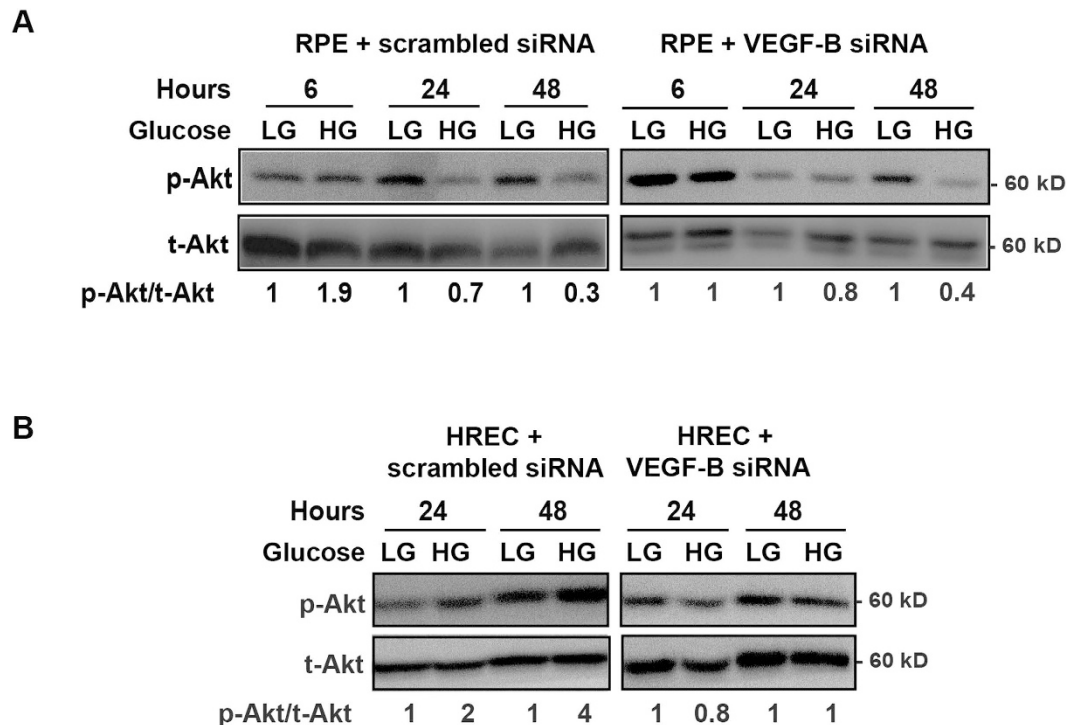 A
RPE + scrambled siRNA RPE + VEGF-B siRNA
Hours 6 24 48 6 24 48
Glucose LG HG LG HG LG HG LG HG LG HG LG HG
p-Akt - 60 kD
t-Akt - 60 kD
p-Akt/t-Akt 1 1.9 1 0.7 1 0.3 1 1 1 0.8 1 0.4
B
HREC + HREC +
scrambled siRNA VEGF-B siRNA
Hours 24 48 24 48
Glucose LG HG LG HG LG HG LG HG
p-Akt - 60 kD
t-Akt - 60 kD
p-Akt/t-Akt 1 2 1 4 1 0.8 1 1